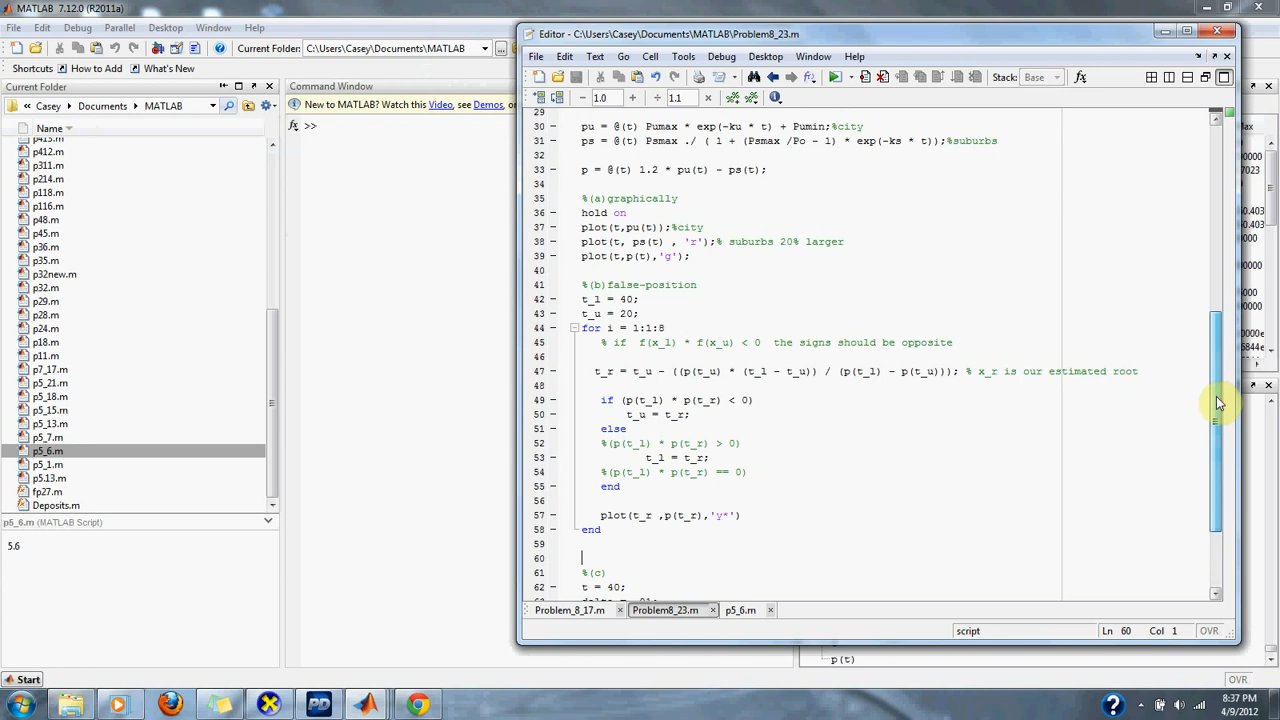 MATLAB 7.12.0 (R2011a)
File Edit Debug Parallel Desktop Window Help
Current Folder: C:\Users\Casey\Documents\MATLAB
Shortcuts How to Add What's New
Current Folder
Casey Documents MATLAB
Name
p413.m
p412.m
p311.m
p214.m
p118.m
p116.m
p48.m
p45.m
p36.m
p35.m
p32new.m
p32.m
p29.m
p28.m
p24.m
p18.m
p11.m
p7_17.m
p5_21.m
p5_18.m
p5_15.m
p5_13.m
p5_7.m
p5_6.m
p5_1.m
p5.13.m
fp27.m
Deposits.m
p5_6.m (MATLAB Script)
5.6
Start
Command Window
New to MATLAB? Watch this Video, see Demos, or
fx >>
Editor - C:\Users\Casey\Documents\MATLAB\Problem8_23.m
File Edit Text Go Cell Tools Debug Desktop Window Help
Stack: Base fx
− 1.0 + ÷ 1.1 ×
29
30 − pu = @(t) Pumax * exp(-ku * t) + Pumin;%city
31 − ps = @(t) Psmax ./ ( 1 + (Psmax /Po - 1) * exp(-ks * t));%suburbs
32
33 − p = @(t) 1.2 * pu(t) - ps(t);
34
35 %(a)graphically
36 − hold on
37 − plot(t,pu(t));%city
38 − plot(t, ps(t) , 'r');% suburbs 20% larger
39 − plot(t,p(t),'g');
40
41 %(b)false-position
42 − t_l = 40;
43 − t_u = 20;
44 − for i = 1:1:8
45 % if f(x_l) * f(x_u) < 0 the signs should be opposite
46
47 − t_r = t_u - ((p(t_u) * (t_l - t_u)) / (p(t_l) - p(t_u))); % x_r is our estimated root
48
49 − if (p(t_l) * p(t_r) < 0)
50 − t_u = t_r;
51 − else
52 %(p(t_l) * p(t_r) > 0)
53 − t_l = t_r;
54 %(p(t_l) * p(t_r) == 0)
55 − end
56
57 − plot(t_r ,p(t_r),'y*')
58 − end
59
60
61 %(c)
62 − t = 40;
Problem_8_17.m × Problem8_23.m × p5_6.m ×
script Ln 60 Col 1 OVR
p(t)
OVR
8:37 PM
4/9/2012